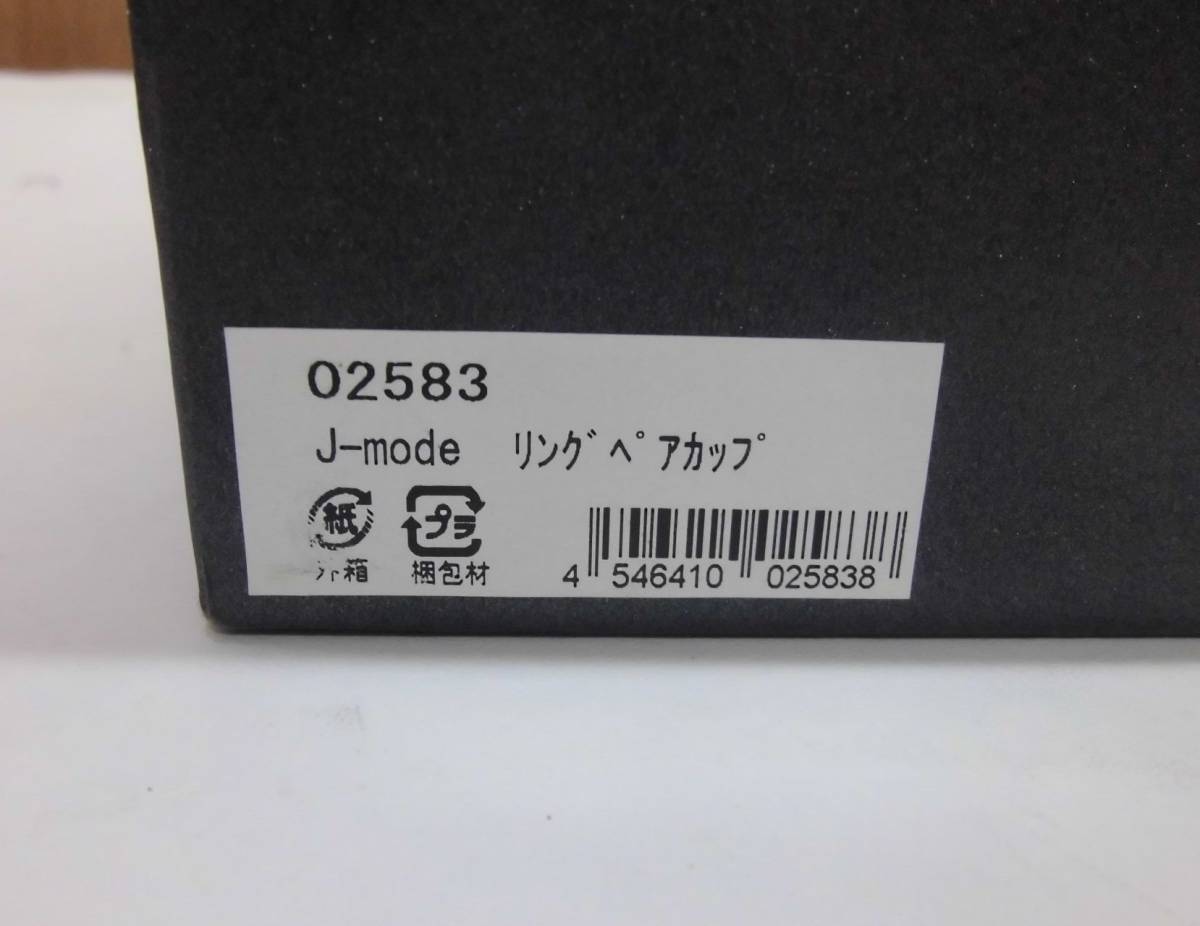 02583
J-mode ﾘﾝｸﾞﾍﾟｱｶｯﾌﾟ
紙 プラ
外箱 梱包材
4 546410 025838